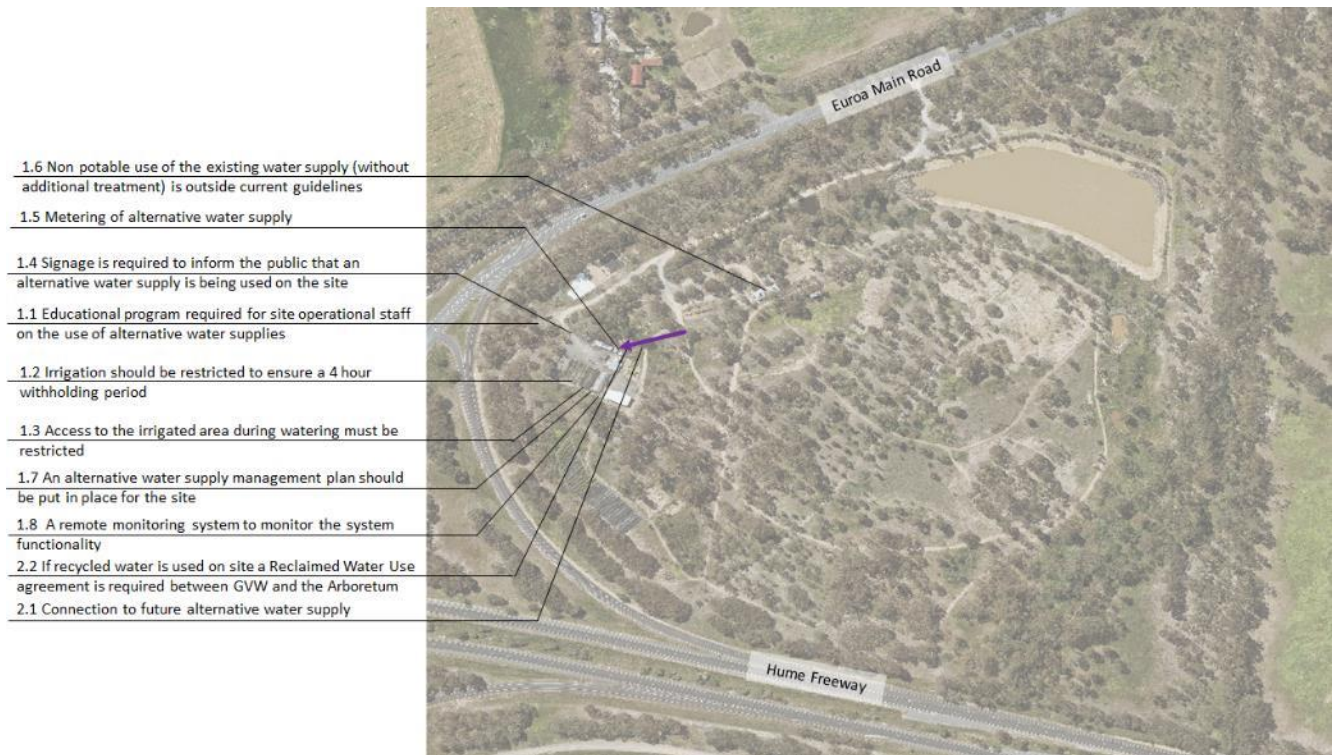 1.6 Non potable use of the existing water supply (without
additional treatment) is outside current guidelines
1.5 Metering of alternative water supply
1.4 Signage is required to inform the public that an
alternative water supply is being used on the site
1.1 Educational program required for site operational staff
on the use of alternative water supplies
1.2 Irrigation should be restricted to ensure a 4 hour
withholding period
1.3 Access to the irrigated area during watering must be
restricted
1.7 An alternative water supply management plan should
be put in place for the site
1.8 A remote monitoring system to monitor the system
functionality
2.2 If recycled water is used on site a Reclaimed Water Use
agreement is required between GVW and the Arboretum
2.1 Connection to future alternative water supply
Euroa Main Road
Hume Freeway